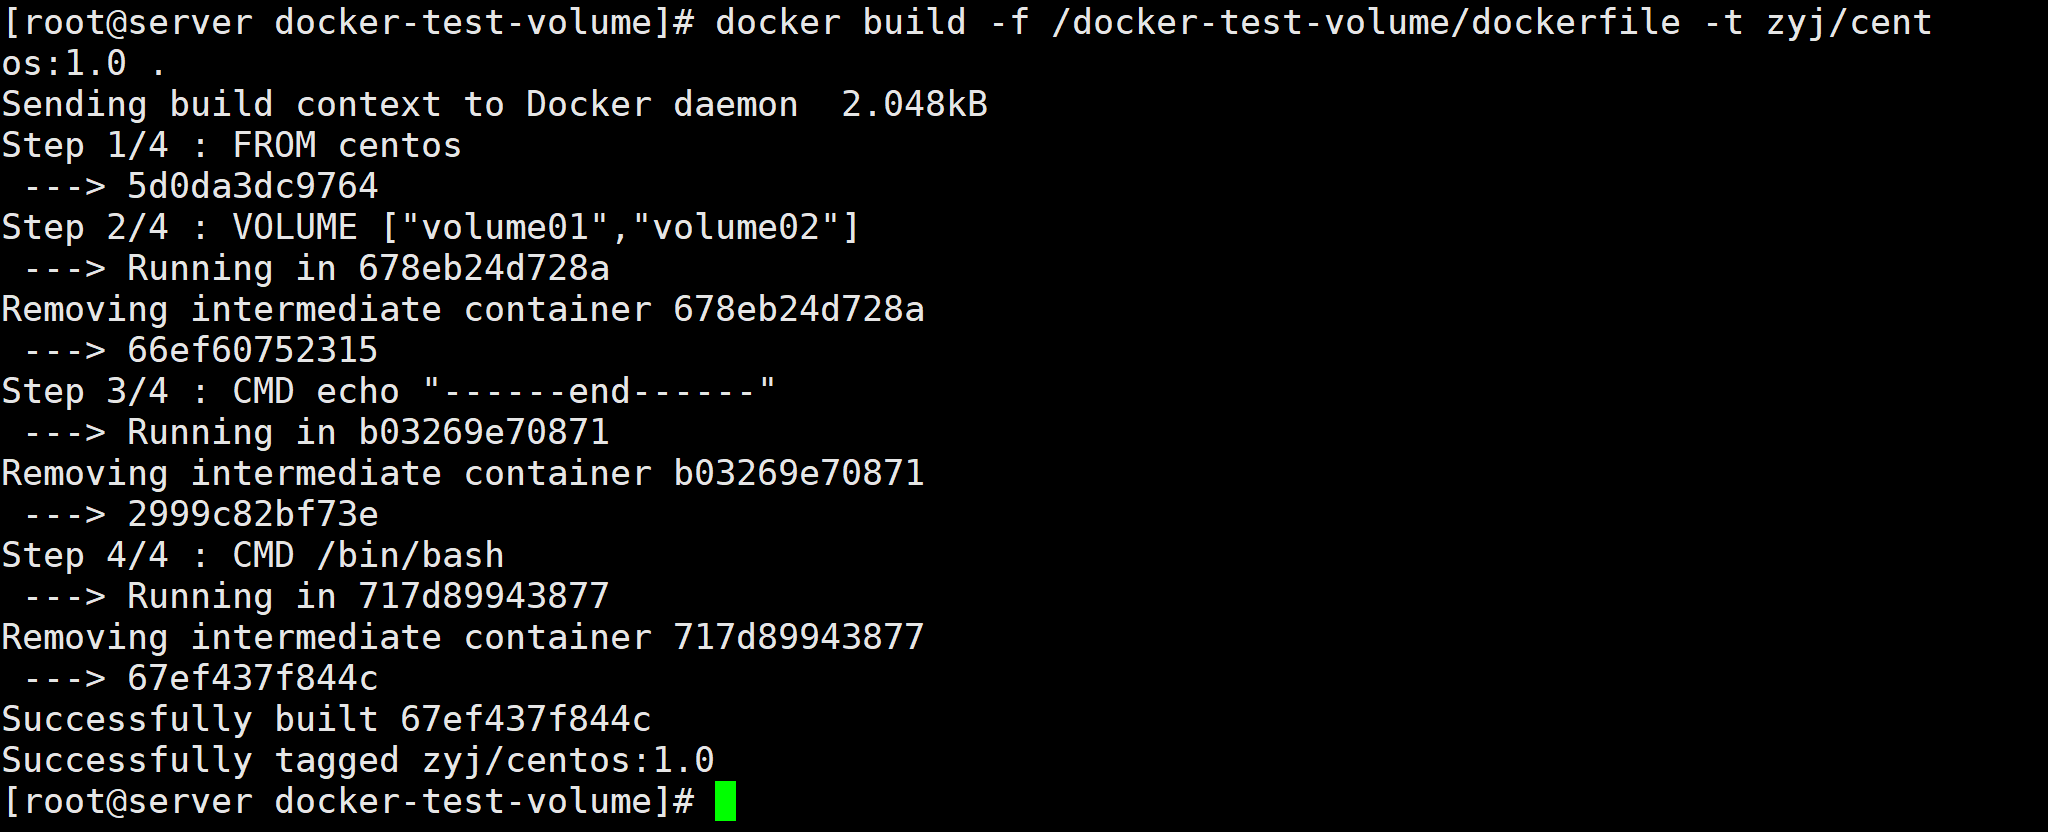 [root@server docker-test-volume]# docker build -f /docker-test-volume/dockerfile -t zyj/cent
os:1.0 .
Sending build context to Docker daemon  2.048kB
Step 1/4 : FROM centos
 ---> 5d0da3dc9764
Step 2/4 : VOLUME ["volume01","volume02"]
 ---> Running in 678eb24d728a
Removing intermediate container 678eb24d728a
 ---> 66ef60752315
Step 3/4 : CMD echo "------end------"
 ---> Running in b03269e70871
Removing intermediate container b03269e70871
 ---> 2999c82bf73e
Step 4/4 : CMD /bin/bash
 ---> Running in 717d89943877
Removing intermediate container 717d89943877
 ---> 67ef437f844c
Successfully built 67ef437f844c
Successfully tagged zyj/centos:1.0
[root@server docker-test-volume]#